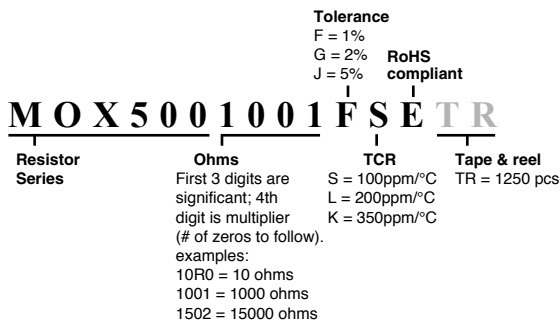 Tolerance
F = 1%
G = 2%
J = 5%
RoHS
compliant
M O X 5 0 0 1 0 0 1 F S E T R
Resistor
Series
Ohms
First 3 digits are
significant; 4th
digit is multiplier
(# of zeros to follow).
examples:
10R0 = 10 ohms
1001 = 1000 ohms
1502 = 15000 ohms
TCR
S = 100ppm/°C
L = 200ppm/°C
K = 350ppm/°C
Tape & reel
TR = 1250 pcs